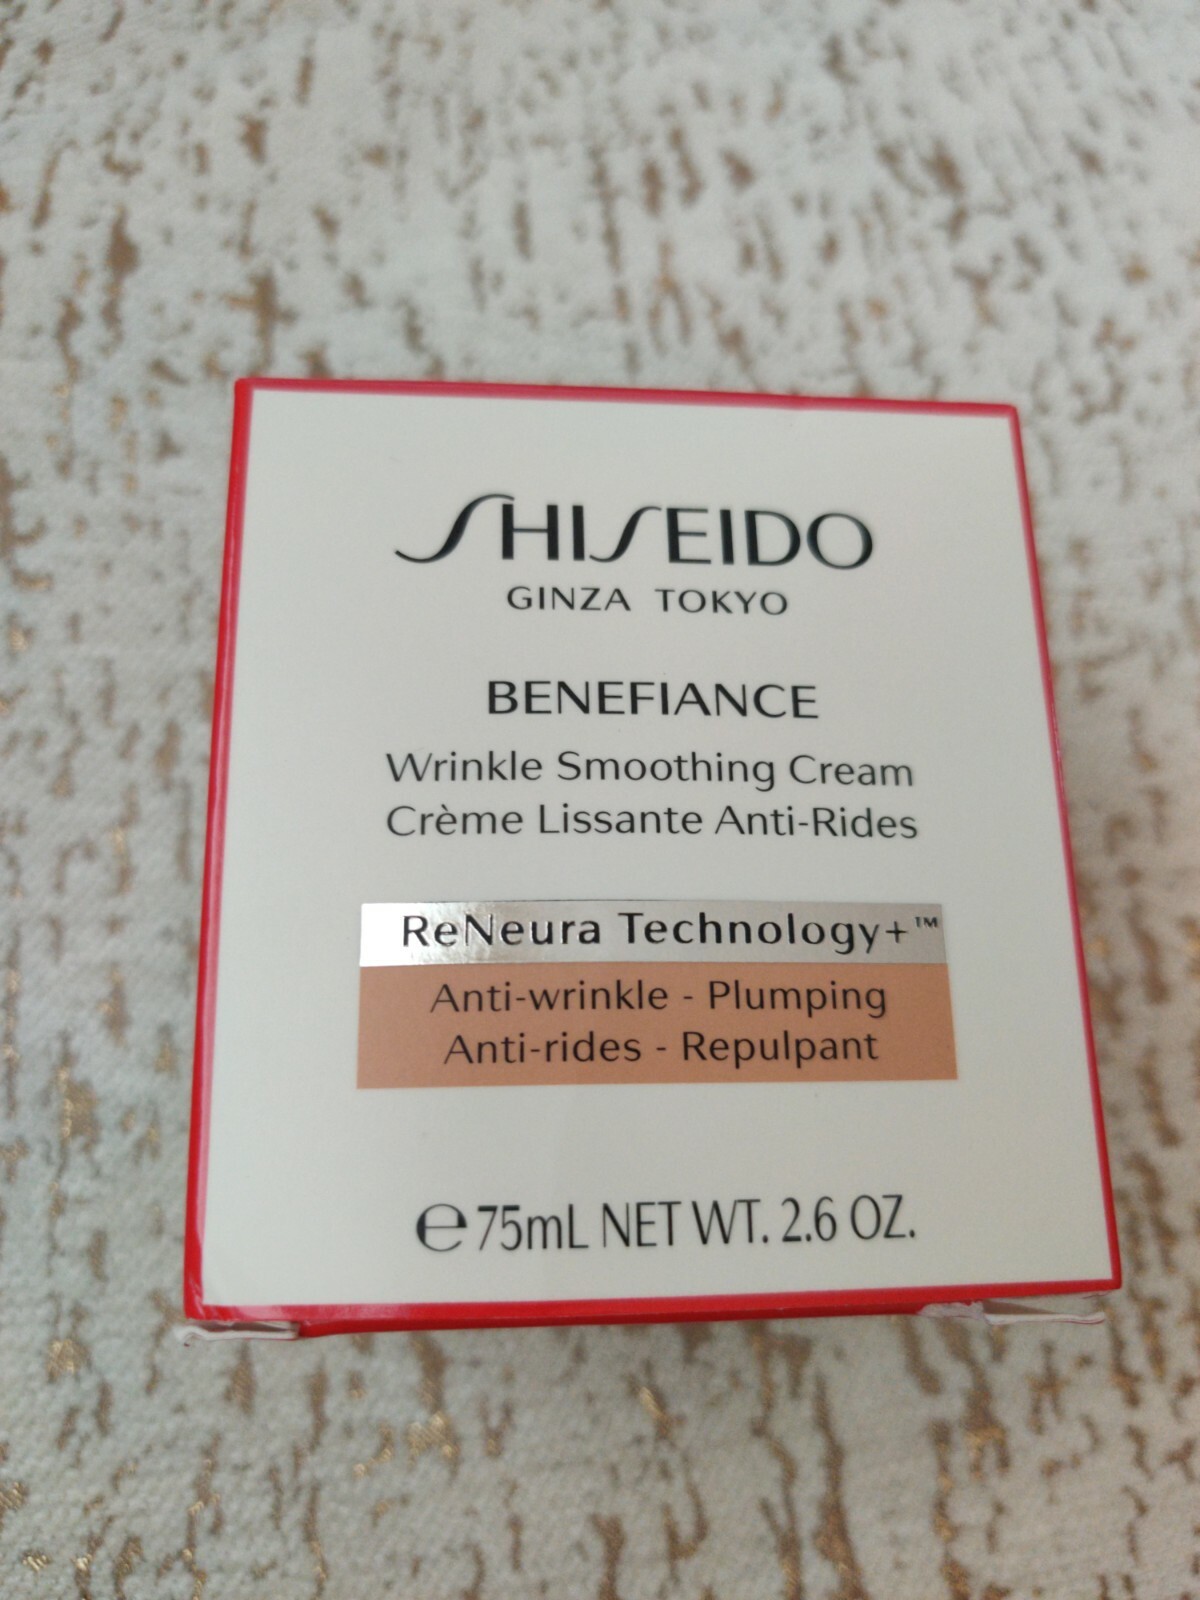 SHISEIDO
GINZA TOKYO
BENEFIANCE
Wrinkle Smoothing Cream
Crème Lissante Anti-Rides
ReNeura Technology+™
Anti-wrinkle - Plumping
Anti-rides - Repulpant
℮75mL NET WT. 2.6 OZ.